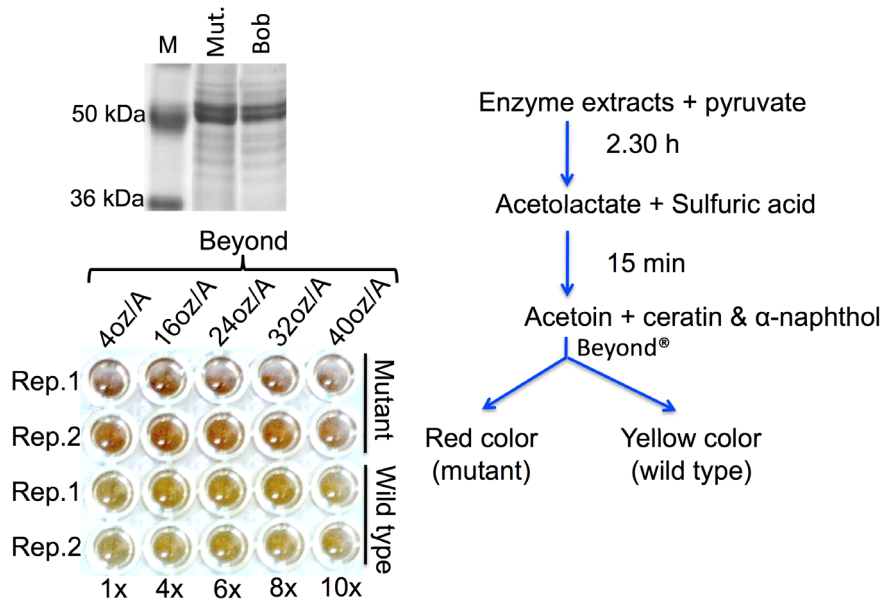 M
Mut.
Bob
50 kDa
36 kDa
Beyond
4oz/A
16oz/A
24oz/A
32oz/A
40oz/A
Rep.1
Rep.2
Mutant
Rep.1
Rep.2
Wild type
1x
4x
6x
8x
10x
Enzyme extracts + pyruvate
2.30 h
Acetolactate + Sulfuric acid
15 min
Acetoin + ceratin & α-naphthol
Beyond®
Red color
(mutant)
Yellow color
(wild type)